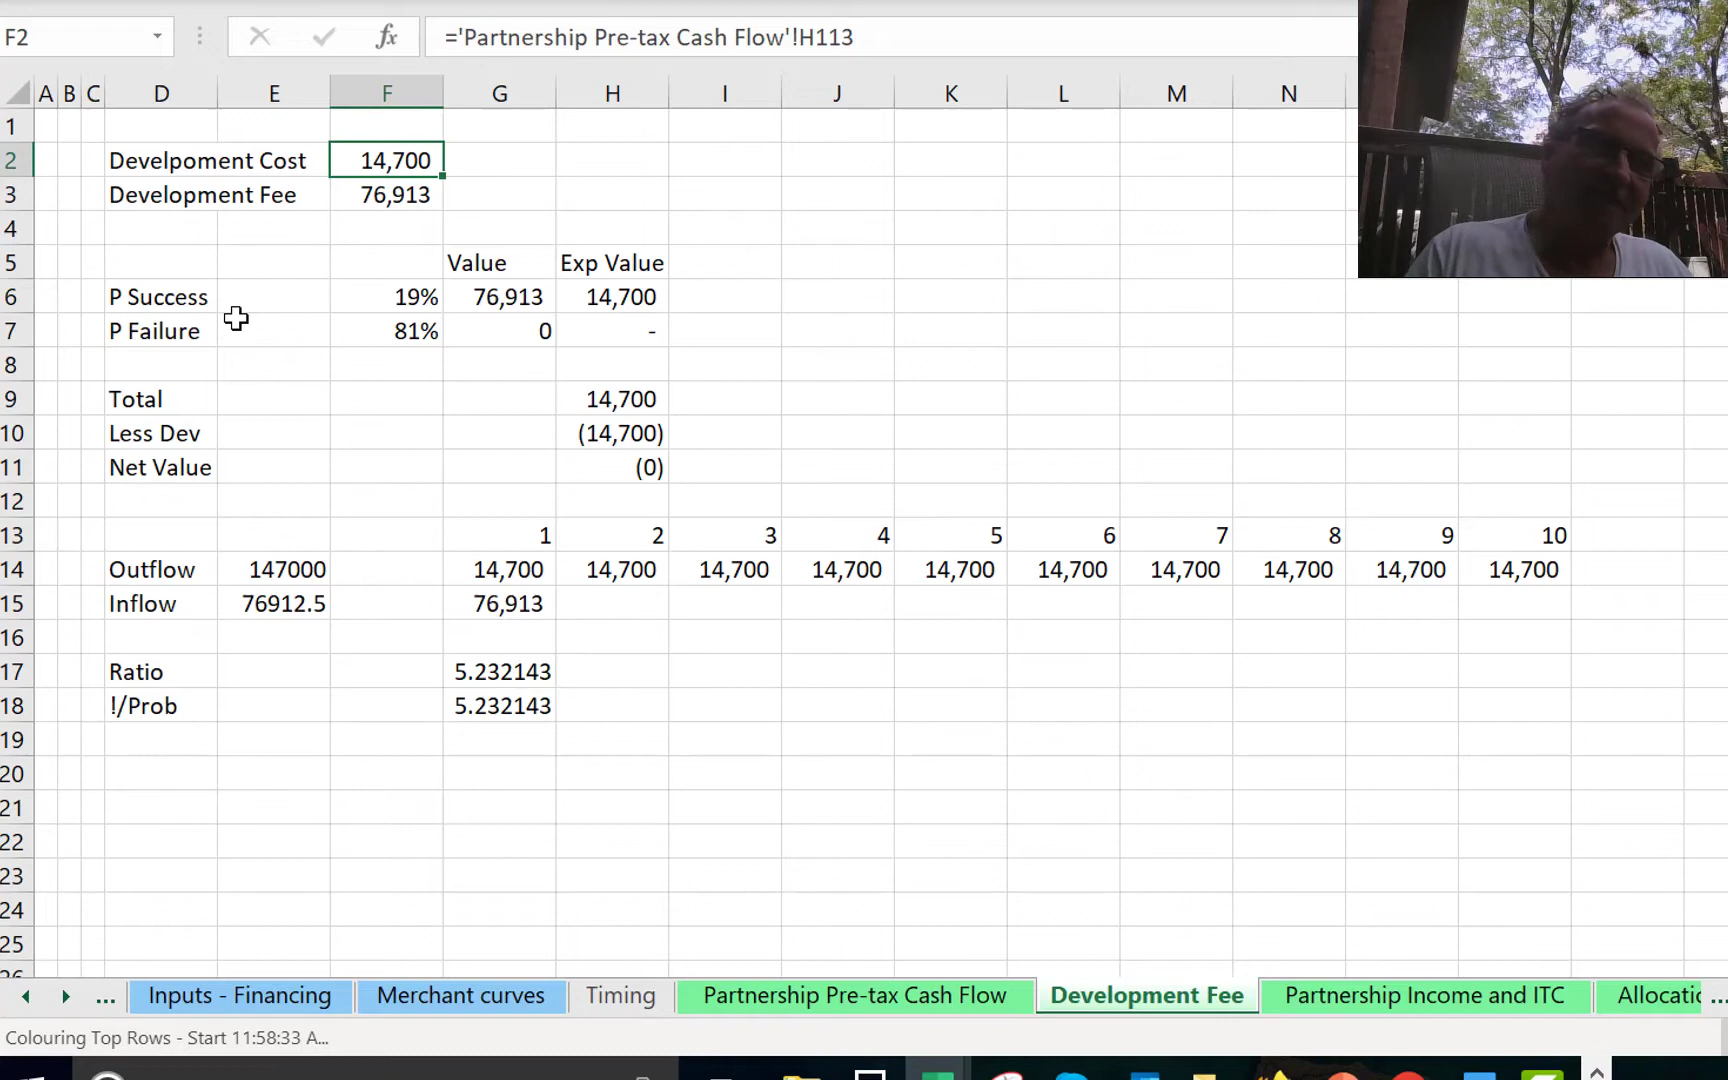 F2 fx ='Partnership Pre-tax Cash Flow'!H113
A B C D E F G H I J K L M N
1
2 Develpoment Cost 14,700
3 Development Fee 76,913
4
5 Value Exp Value
6 P Success 19% 76,913 14,700
7 P Failure 81% 0 -
8
9 Total 14,700
10 Less Dev (14,700)
11 Net Value (0)
12
13 1 2 3 4 5 6 7 8 9 10
14 Outflow 147000 14,700 14,700 14,700 14,700 14,700 14,700 14,700 14,700 14,700 14,700
15 Inflow 76912.5 76,913
16
17 Ratio 5.232143
18 !/Prob 5.232143
19
20
21
22
23
24
25
... Inputs - Financing Merchant curves Timing Partnership Pre-tax Cash Flow Development Fee Partnership Income and ITC Allocatio ...
Colouring Top Rows - Start 11:58:33 A...